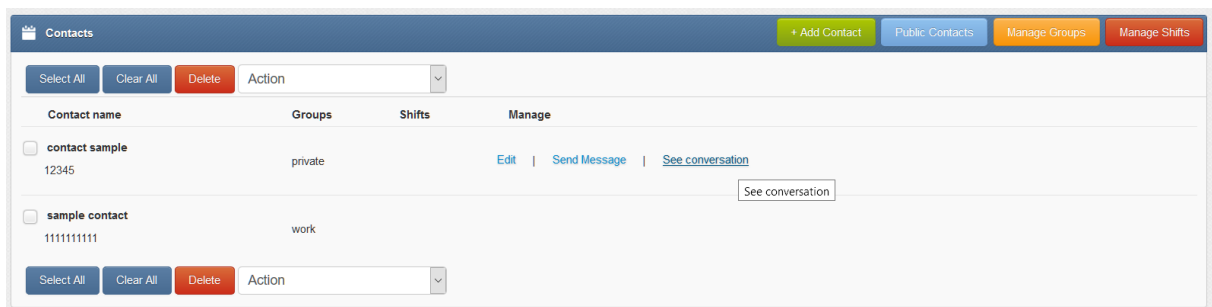 Contacts
+ Add Contact
Public Contacts
Manage Groups
Manage Shifts
Select All
Clear All
Delete
Action
Contact name Groups Shifts Manage
contact sample
12345
private
Edit | Send Message | See conversation
See conversation
sample contact
1111111111
work
Select All
Clear All
Delete
Action